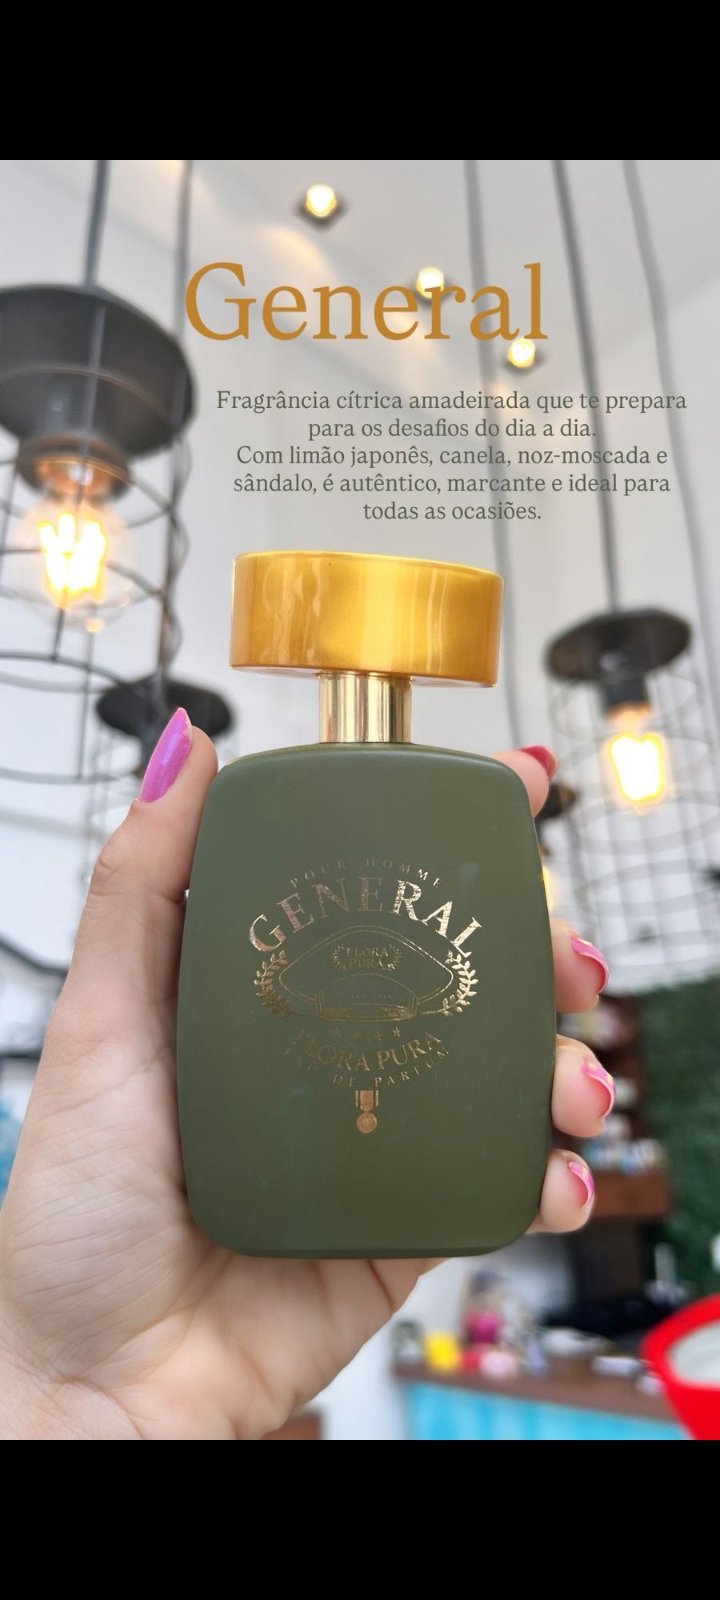 General
Fragrância cítrica amadeirada que te prepara
para os desafios do dia a dia.
Com limão japonês, canela, noz-moscada e
sândalo, é autêntico, marcante e ideal para
todas as ocasiões.
POUR HOMME
GENERAL
FLORA
PURA
FLORA PURA
EAU DE PARFUM